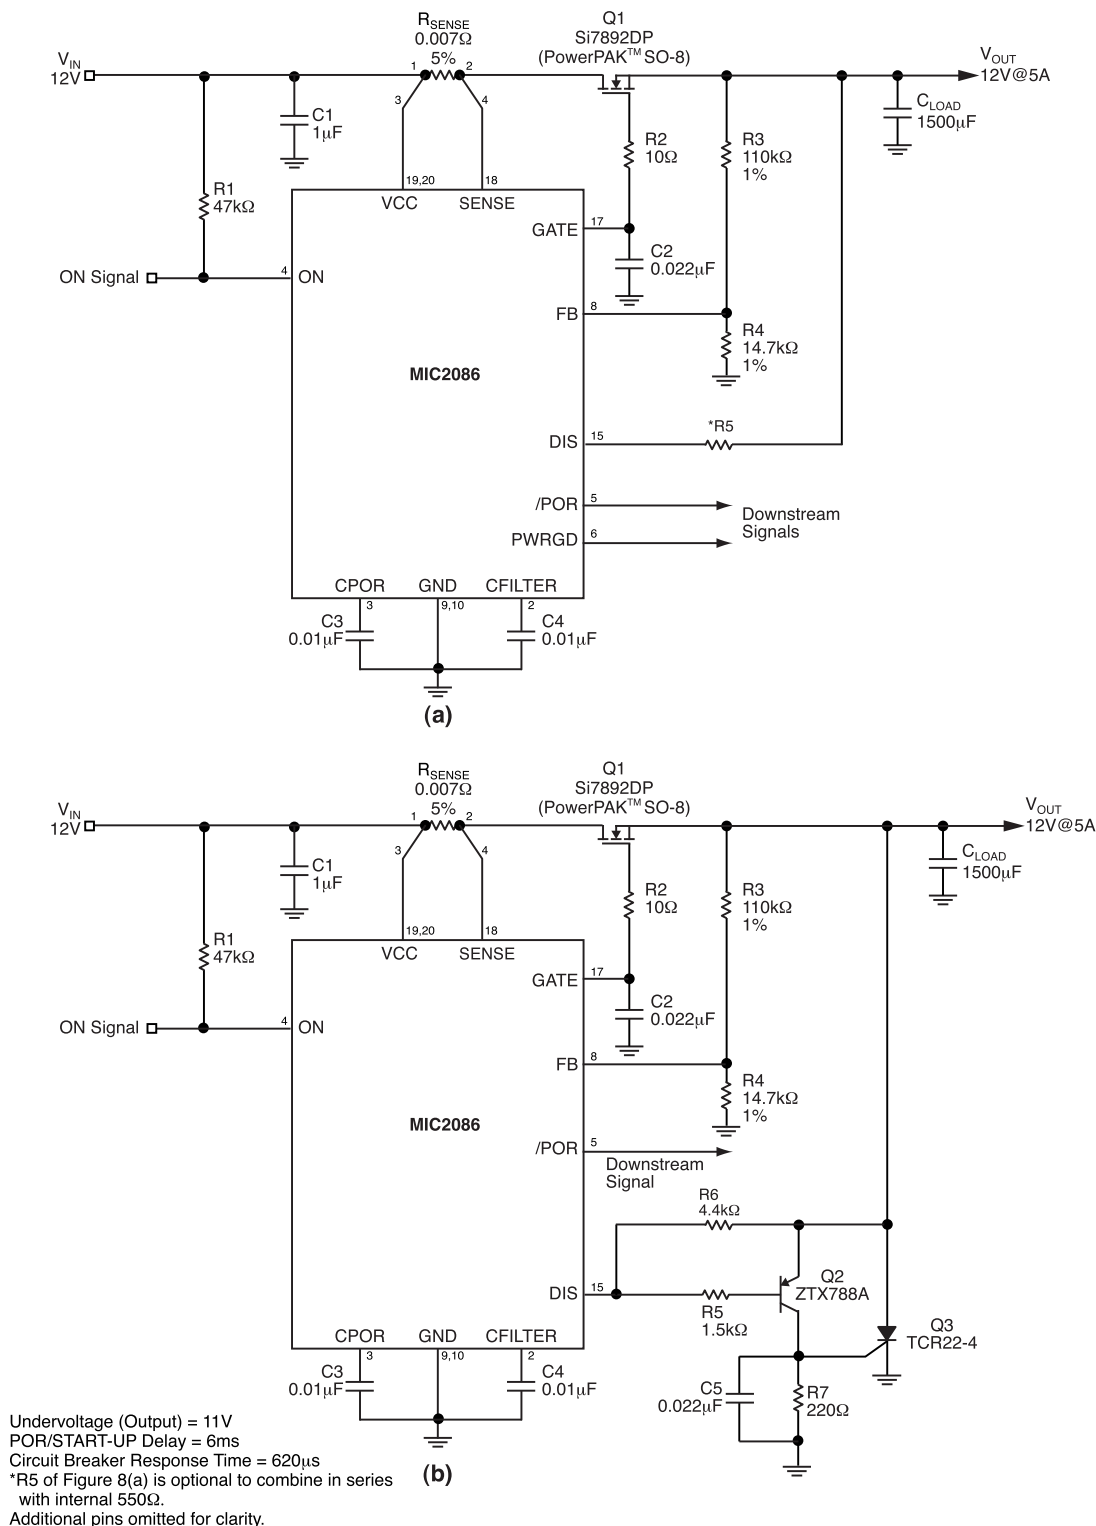 R_SENSE
0.007Ω
5%
Q1
Si7892DP
(PowerPAK™ SO-8)
V_IN
12V
1
2
V_OUT
12V@5A
3
4
C1
1µF
C_LOAD
1500µF
R2
10Ω
R3
110kΩ
1%
R1
47kΩ
19,20
18
VCC
SENSE
GATE
17
C2
0.022µF
ON Signal
4
ON
FB
8
R4
14.7kΩ
1%
MIC2086
DIS
15
*R5
/POR
5
Downstream
Signals
PWRGD
6
CPOR
GND
CFILTER
3
9,10
2
C3
0.01µF
C4
0.01µF
(a)
R_SENSE
0.007Ω
5%
Q1
Si7892DP
(PowerPAK™ SO-8)
V_IN
12V
1
2
V_OUT
12V@5A
3
4
C1
1µF
C_LOAD
1500µF
R2
10Ω
R3
110kΩ
1%
R1
47kΩ
19,20
18
VCC
SENSE
GATE
17
C2
0.022µF
ON Signal
4
ON
FB
8
R4
14.7kΩ
1%
MIC2086
/POR
5
Downstream
Signal
R6
4.4kΩ
DIS
15
R5
1.5kΩ
Q2
ZTX788A
Q3
TCR22-4
CPOR
GND
CFILTER
3
9,10
2
C3
0.01µF
C4
0.01µF
C5
0.022µF
R7
220Ω
(b)
Undervoltage (Output) = 11V
POR/START-UP Delay = 6ms
Circuit Breaker Response Time = 620µs
*R5 of Figure 8(a) is optional to combine in series
with internal 550Ω.
Additional pins omitted for clarity.